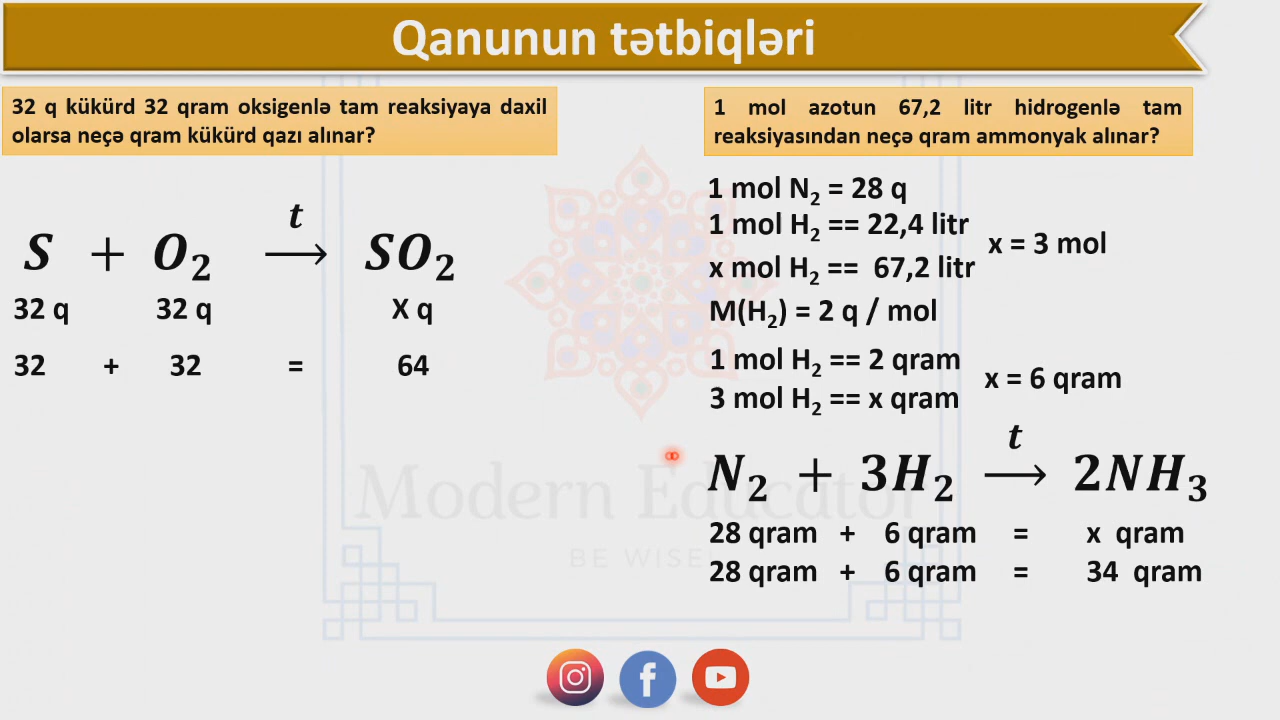 Qanunun tətbiqləri
32 q kükürd 32 qram oksigenlə tam reaksiyaya daxil
olarsa neçə qram kükürd qazı alınar?
t
S + O₂ ⟶ SO₂
32 q 32 q X q
32 + 32 = 64
1 mol azotun 67,2 litr hidrogenlə tam
reaksiyasından neçə qram ammonyak alınar?
1 mol N₂ = 28 q
1 mol H₂ == 22,4 litr
x = 3 mol
x mol H₂ == 67,2 litr
M(H₂) = 2 q / mol
1 mol H₂ == 2 qram
x = 6 qram
3 mol H₂ == x qram
t
N₂ + 3H₂ ⟶ 2NH₃
28 qram + 6 qram = x qram
28 qram + 6 qram = 34 qram
Modern Educator
BE WISE!